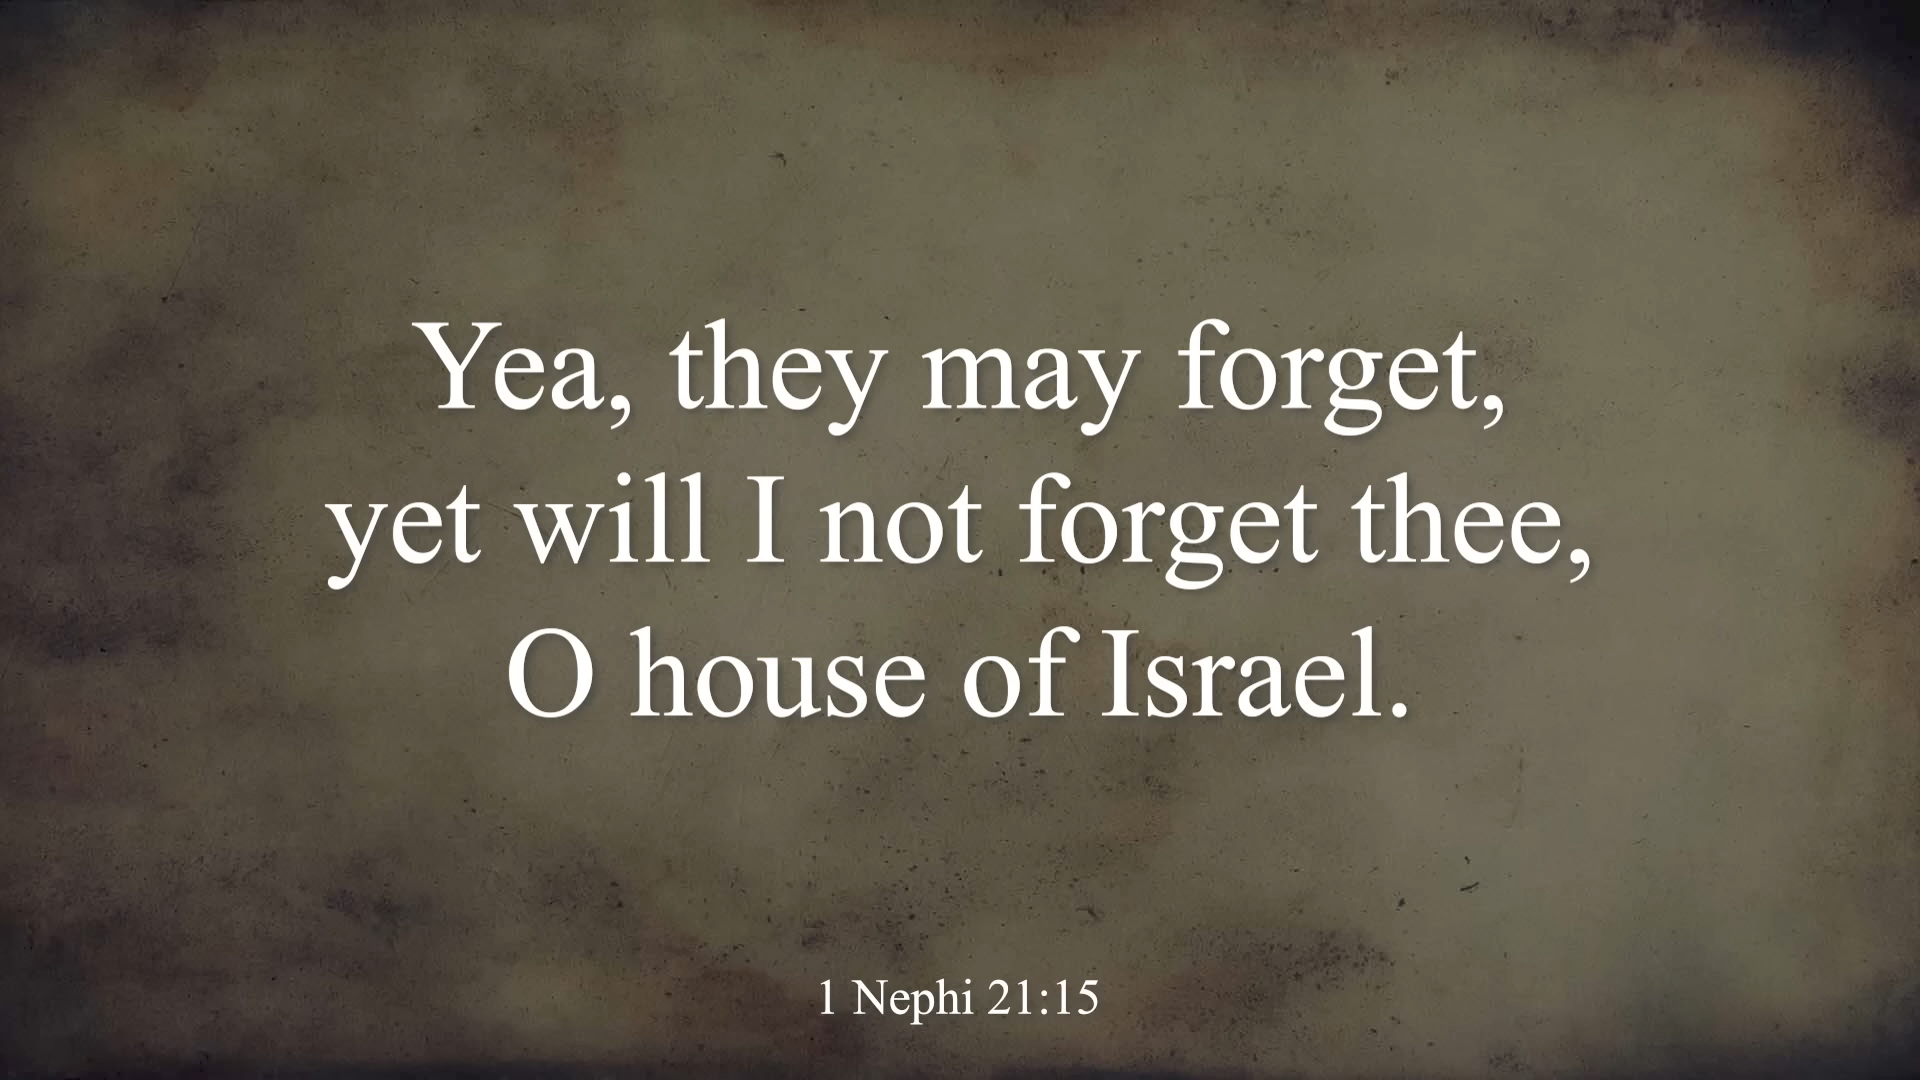 Yea, they may forget,
yet will I not forget thee,
O house of Israel.
1 Nephi 21:15